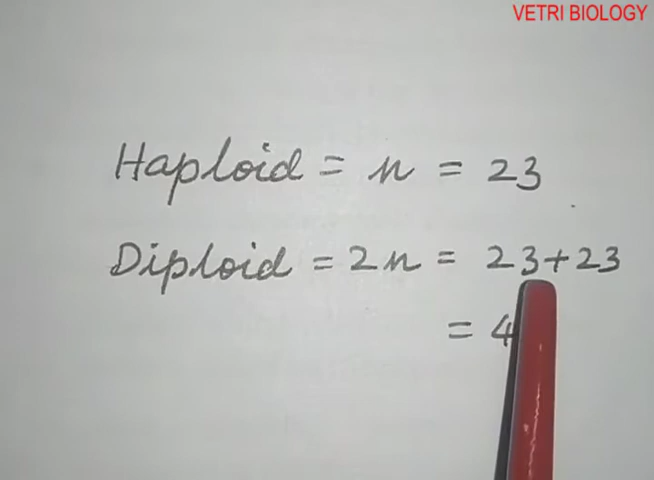 VETRI BIOLOGY
Haploid = n = 23
Diploid = 2n = 23+23
= 4